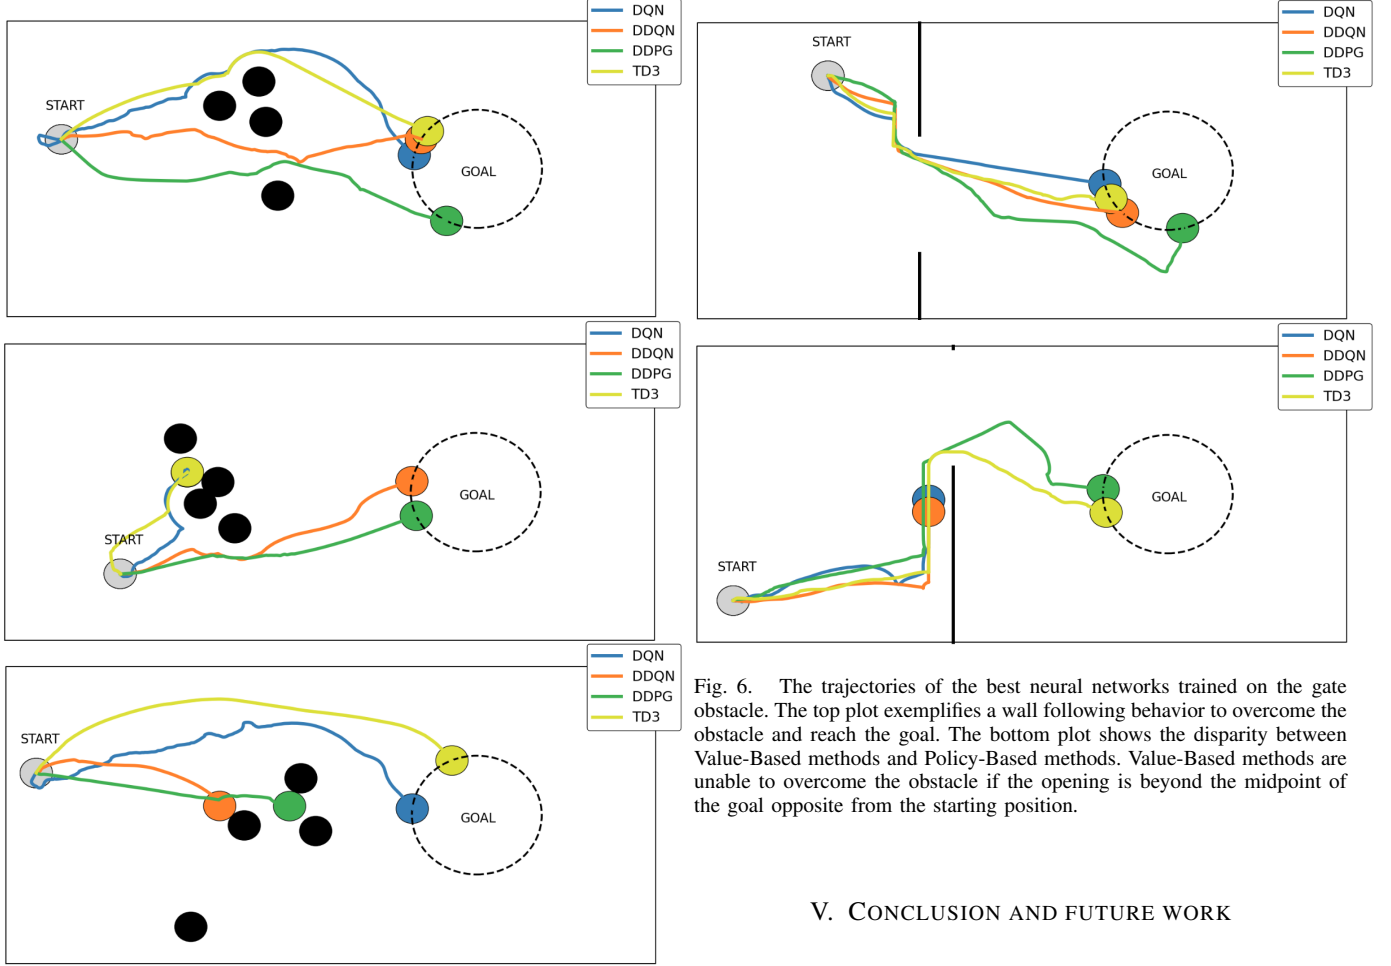 DQN
DDQN
DDPG
TD3
START
GOAL
DQN
DDQN
DDPG
TD3
START
GOAL
DQN
DDQN
DDPG
TD3
START
GOAL
DQN
DDQN
DDPG
TD3
START
GOAL
DQN
DDQN
DDPG
TD3
START
GOAL
Fig. 6. The trajectories of the best neural networks trained on the gate
obstacle. The top plot exemplifies a wall following behavior to overcome the
obstacle and reach the goal. The bottom plot shows the disparity between
Value-Based methods and Policy-Based methods. Value-Based methods are
unable to overcome the obstacle if the opening is beyond the midpoint of
the goal opposite from the starting position.
V. CONCLUSION AND FUTURE WORK